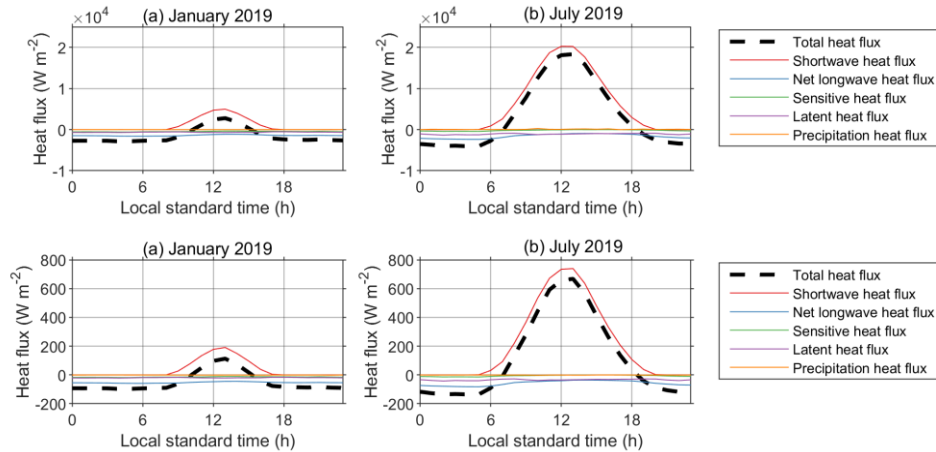 (a) January 2019
×10⁴
2
1
0
-1
Heat flux (W m⁻²)
0 6 12 18
Local standard time (h)
(b) July 2019
×10⁴
2
1
0
-1
Heat flux (W m⁻²)
0 6 12 18
Local standard time (h)
Total heat flux
Shortwave heat flux
Net longwave heat flux
Sensitive heat flux
Latent heat flux
Precipitation heat flux
(a) January 2019
800
600
400
200
0
-200
Heat flux (W m⁻²)
0 6 12 18
Local standard time (h)
(b) July 2019
800
600
400
200
0
-200
Heat flux (W m⁻²)
0 6 12 18
Local standard time (h)
Total heat flux
Shortwave heat flux
Net longwave heat flux
Sensitive heat flux
Latent heat flux
Precipitation heat flux